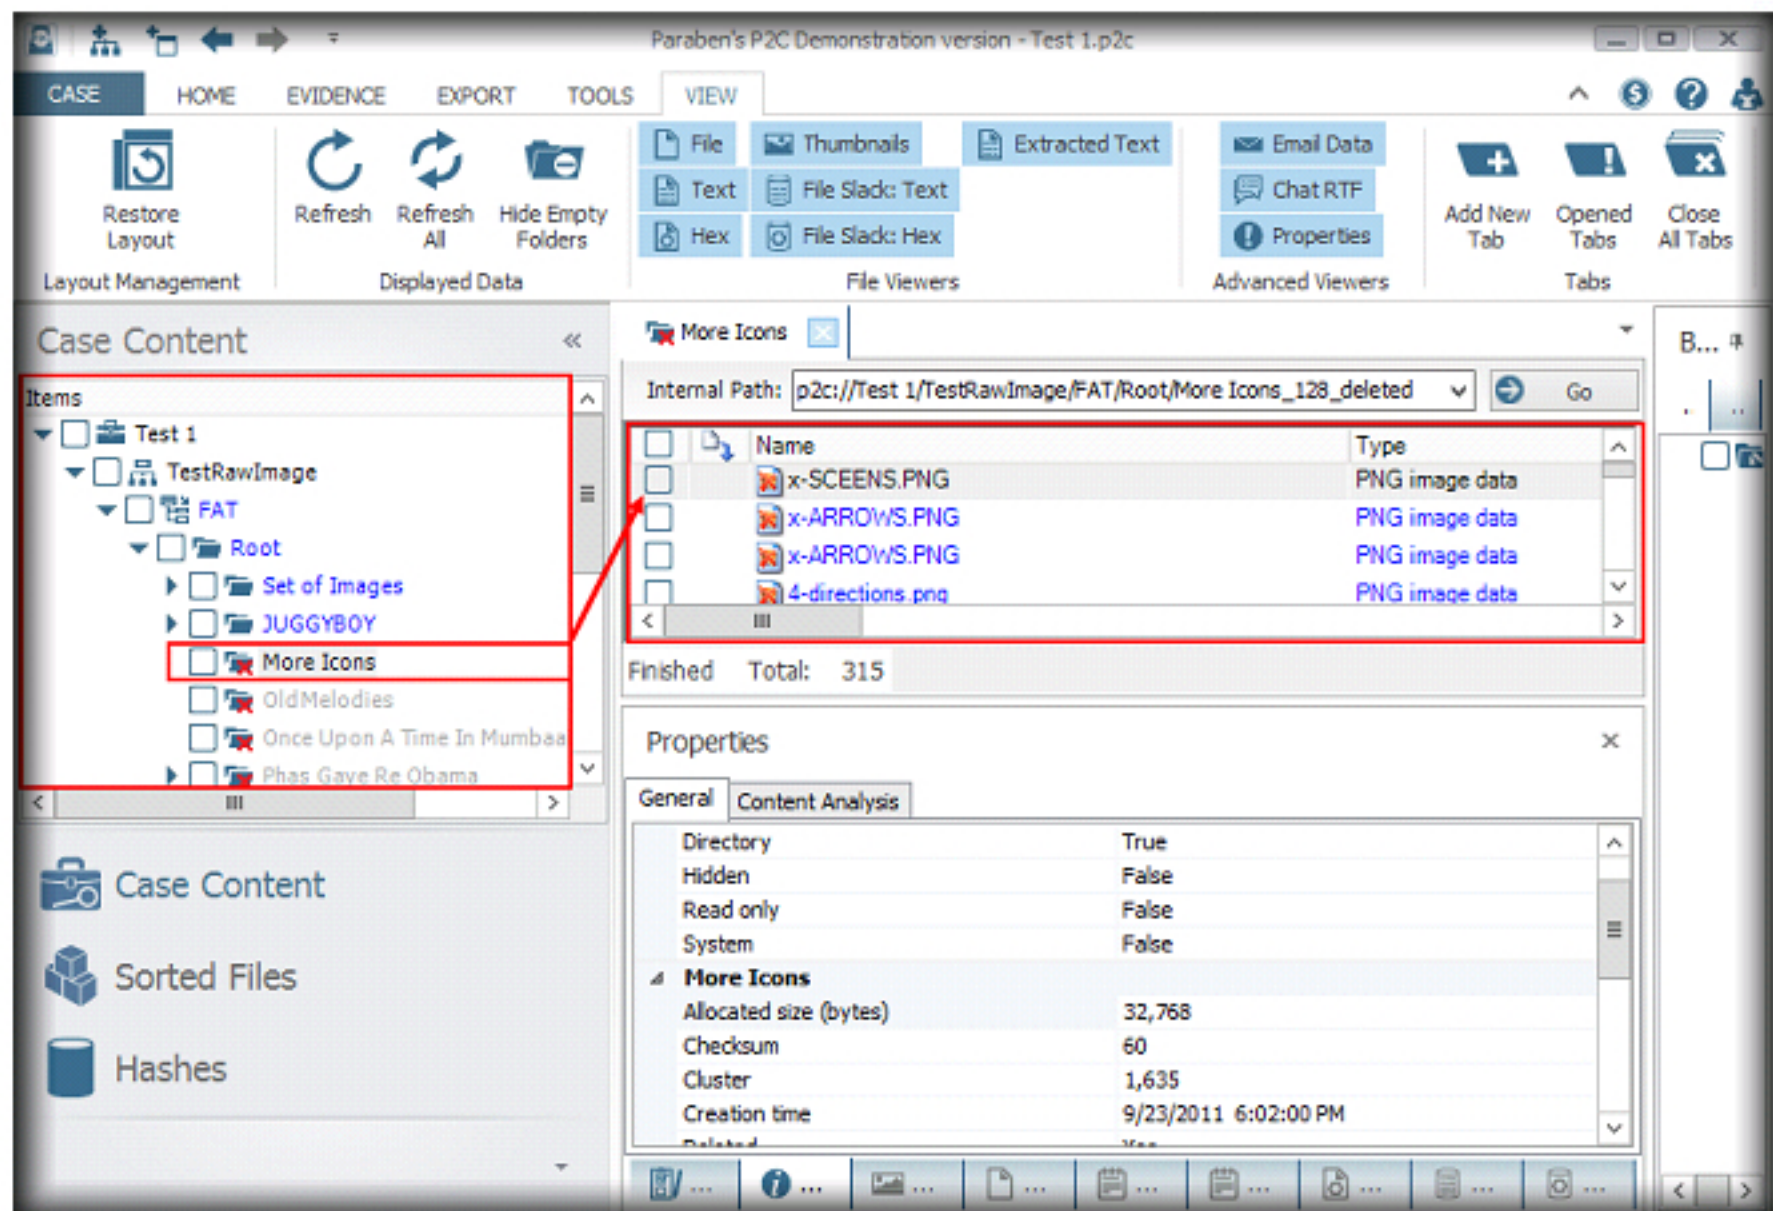 Paraben's P2C Demonstration version - Test 1.p2c
CASE HOME EVIDENCE EXPORT TOOLS VIEW
File Thumbnails Extracted Text Email Data
Text File Slack: Text Chat RTF
Hex File Slack: Hex Properties
Restore Layout Refresh Refresh All Hide Empty Folders Add New Tab Opened Tabs Close All Tabs
Layout Management Displayed Data File Viewers Advanced Viewers Tabs
Case Content
Items
Test 1
TestRawImage
FAT
Root
Set of Images
JUGGYBOY
More Icons
OldMelodies
Once Upon A Time In Mumbaa
Phas Gaye Re Obama
Case Content
Sorted Files
Hashes
More Icons
B...
Internal Path: p2c://Test 1/TestRawImage/FAT/Root/More Icons_128_deleted Go
Name Type
x-SCEENS.PNG PNG image data
x-ARROWS.PNG PNG image data
x-ARROWS.PNG PNG image data
4-directions.png PNG image data
Finished Total: 315
Properties
General Content Analysis
Directory True
Hidden False
Read only False
System False
More Icons
Allocated size (bytes) 32,768
Checksum 60
Cluster 1,635
Creation time 9/23/2011 6:02:00 PM
Deleted Yes
... ... ... ... ... ... ... ... ...